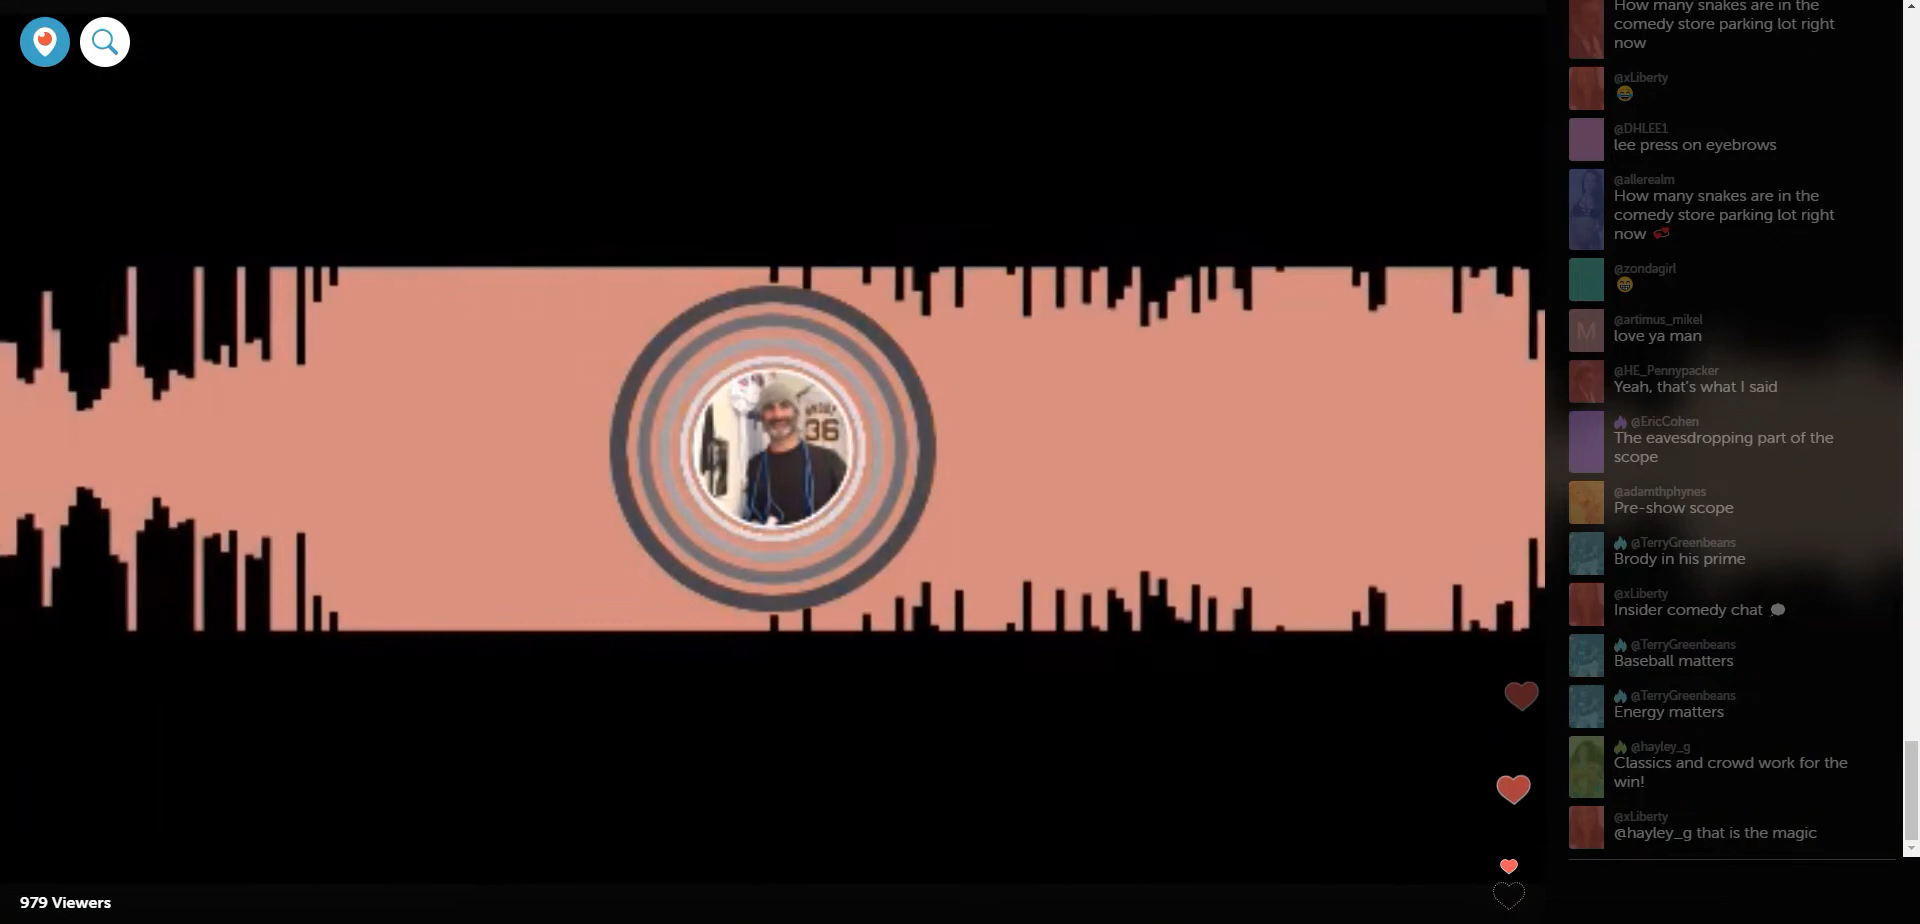 How many snakes are in the
comedy store parking lot right
now
@xLiberty
@DHLEE1
lee press on eyebrows
@allerealm
How many snakes are in the
comedy store parking lot right
now
@zondagirl
@artimus_mikel
M
love ya man
@HE_Pennypacker
Yeah, that's what I said
@EricCohen
The eavesdropping part of the
scope
@adamthphynes
Pre-show scope
@TerryGreenbeans
Brody in his prime
@xLiberty
Insider comedy chat
@TerryGreenbeans
Baseball matters
@TerryGreenbeans
Energy matters
@hayley_g
Classics and crowd work for the
win!
@xLiberty
@hayley_g that is the magic
36
979 Viewers